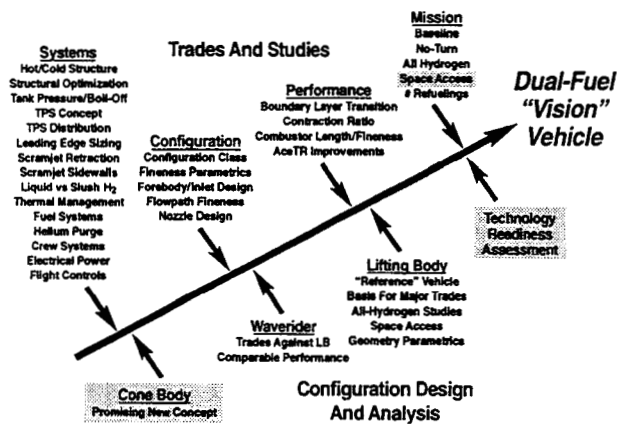 Trades And Studies
Systems
Hot/Cold Structure
Structural Optimization
Tank Pressure/Boil-Off
TPS Concept
TPS Distribution
Leading Edge Sizing
Scramjet Retraction
Scramjet Sidewalls
Liquid vs Slush H₂
Thermal Management
Fuel Systems
Helium Purge
Crew Systems
Electrical Power
Flight Controls
Configuration
Configuration Class
Fineness Parametrics
Forebody/Inlet Design
Flowpath Fineness
Nozzle Design
Performance
Boundary Layer Transition
Contraction Ratio
Combustor Length/Fineness
AceTR Improvements
Mission
Baseline
No-Turn
All Hydrogen
Space Access
# Refuelings
Dual-Fuel
"Vision"
Vehicle
Cone Body
Promising New Concept
Waverider
Trades Against LB
Comparable Performance
Lifting Body
"Reference" Vehicle
Basis For Major Trades
All-Hydrogen Studies
Space Access
Geometry Parametrics
Technology
Readiness
Assessment
Configuration Design
And Analysis